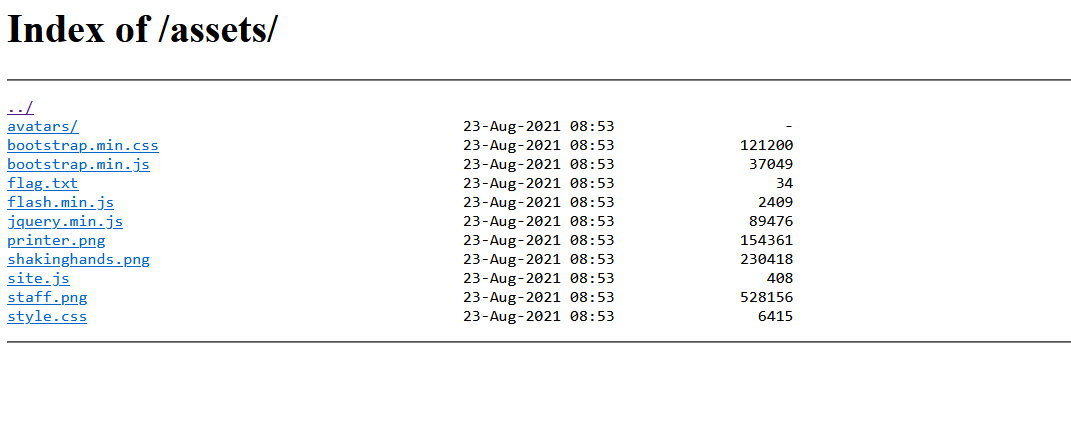 Index of /assets/
../
avatars/ 23-Aug-2021 08:53 -
bootstrap.min.css 23-Aug-2021 08:53 121200
bootstrap.min.js 23-Aug-2021 08:53 37049
flag.txt 23-Aug-2021 08:53 34
flash.min.js 23-Aug-2021 08:53 2409
jquery.min.js 23-Aug-2021 08:53 89476
printer.png 23-Aug-2021 08:53 154361
shakinghands.png 23-Aug-2021 08:53 230418
site.js 23-Aug-2021 08:53 408
staff.png 23-Aug-2021 08:53 528156
style.css 23-Aug-2021 08:53 6415